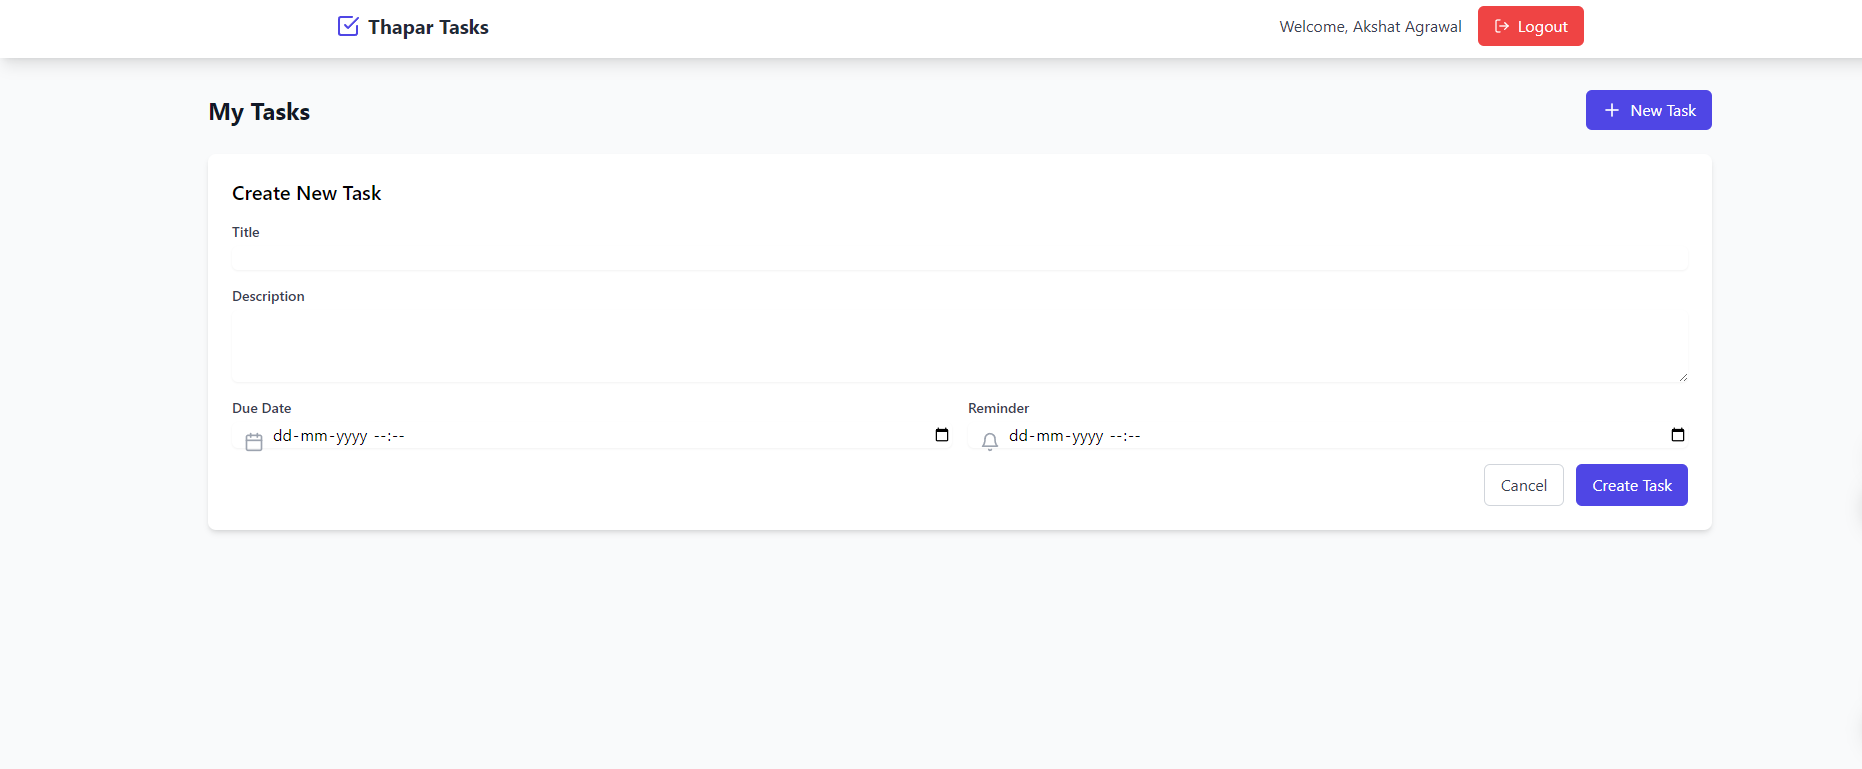 Thapar Tasks
Welcome, Akshat Agrawal
Logout
My Tasks
New Task
Create New Task
Title
Description
Due Date
Reminder
dd-mm-yyyy --:--
dd-mm-yyyy --:--
Cancel
Create Task